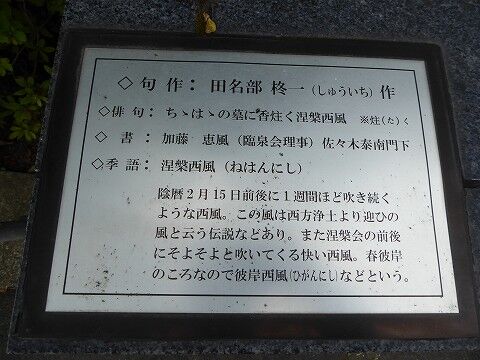 ◇句作：田名部 柊一(しゅういち)作
◇俳句：ちゝはゝの墓に香炷く涅槃西風　※炷(た)く
◇書：加藤 恵風（臨泉会理事）佐々木泰南門下
◇季語：涅槃西風（ねはんにし）
陰暦２月１５日前後に１週間ほど吹き続く
ような西風。この風は西方浄土より迎ひの
風と云う伝説などあり。また涅槃会の前後
にそよそよと吹いてくる快い西風。春彼岸
のころなので彼岸西風(ひがんにし)などという。